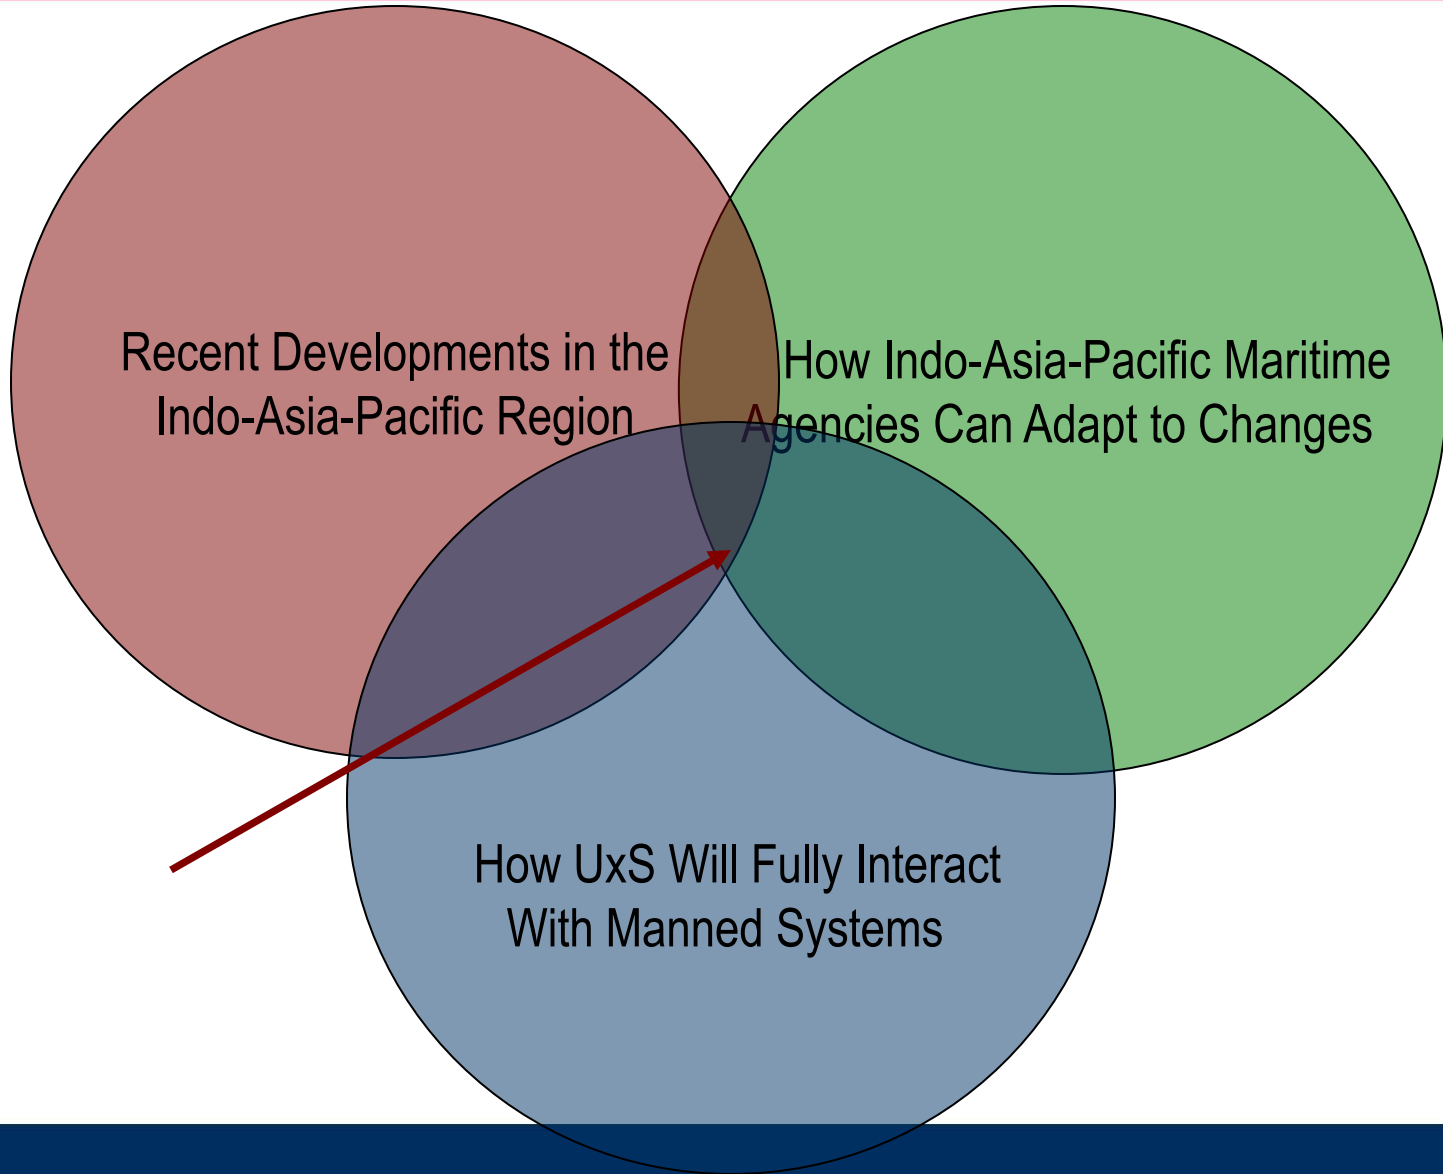 Recent Developments in the
Indo-Asia-Pacific Region
How Indo-Asia-Pacific Maritime
Agencies Can Adapt to Changes
How UxS Will Fully Interact
With Manned Systems